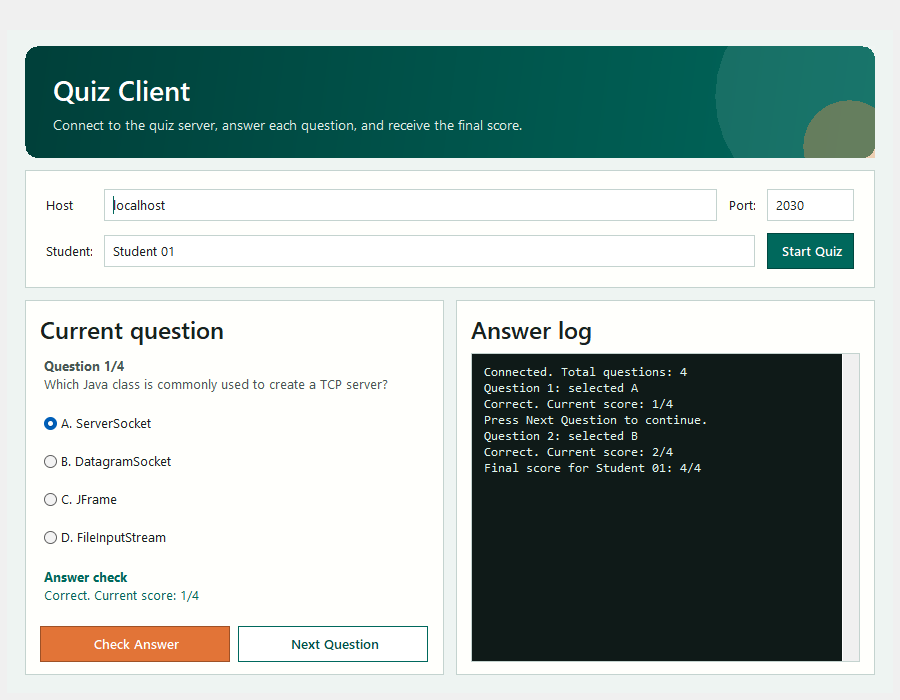 Quiz Client
Connect to the quiz server, answer each question, and receive the final score.
Host
localhost
Port:
2030
Student:
Student 01
Start Quiz
Current question
Question 1/4
Which Java class is commonly used to create a TCP server?
A. ServerSocket
B. DatagramSocket
C. JFrame
D. FileInputStream
Answer check
Correct. Current score: 1/4
Check Answer
Next Question
Answer log
Connected. Total questions: 4
Question 1: selected A
Correct. Current score: 1/4
Press Next Question to continue.
Question 2: selected B
Correct. Current score: 2/4
Final score for Student 01: 4/4